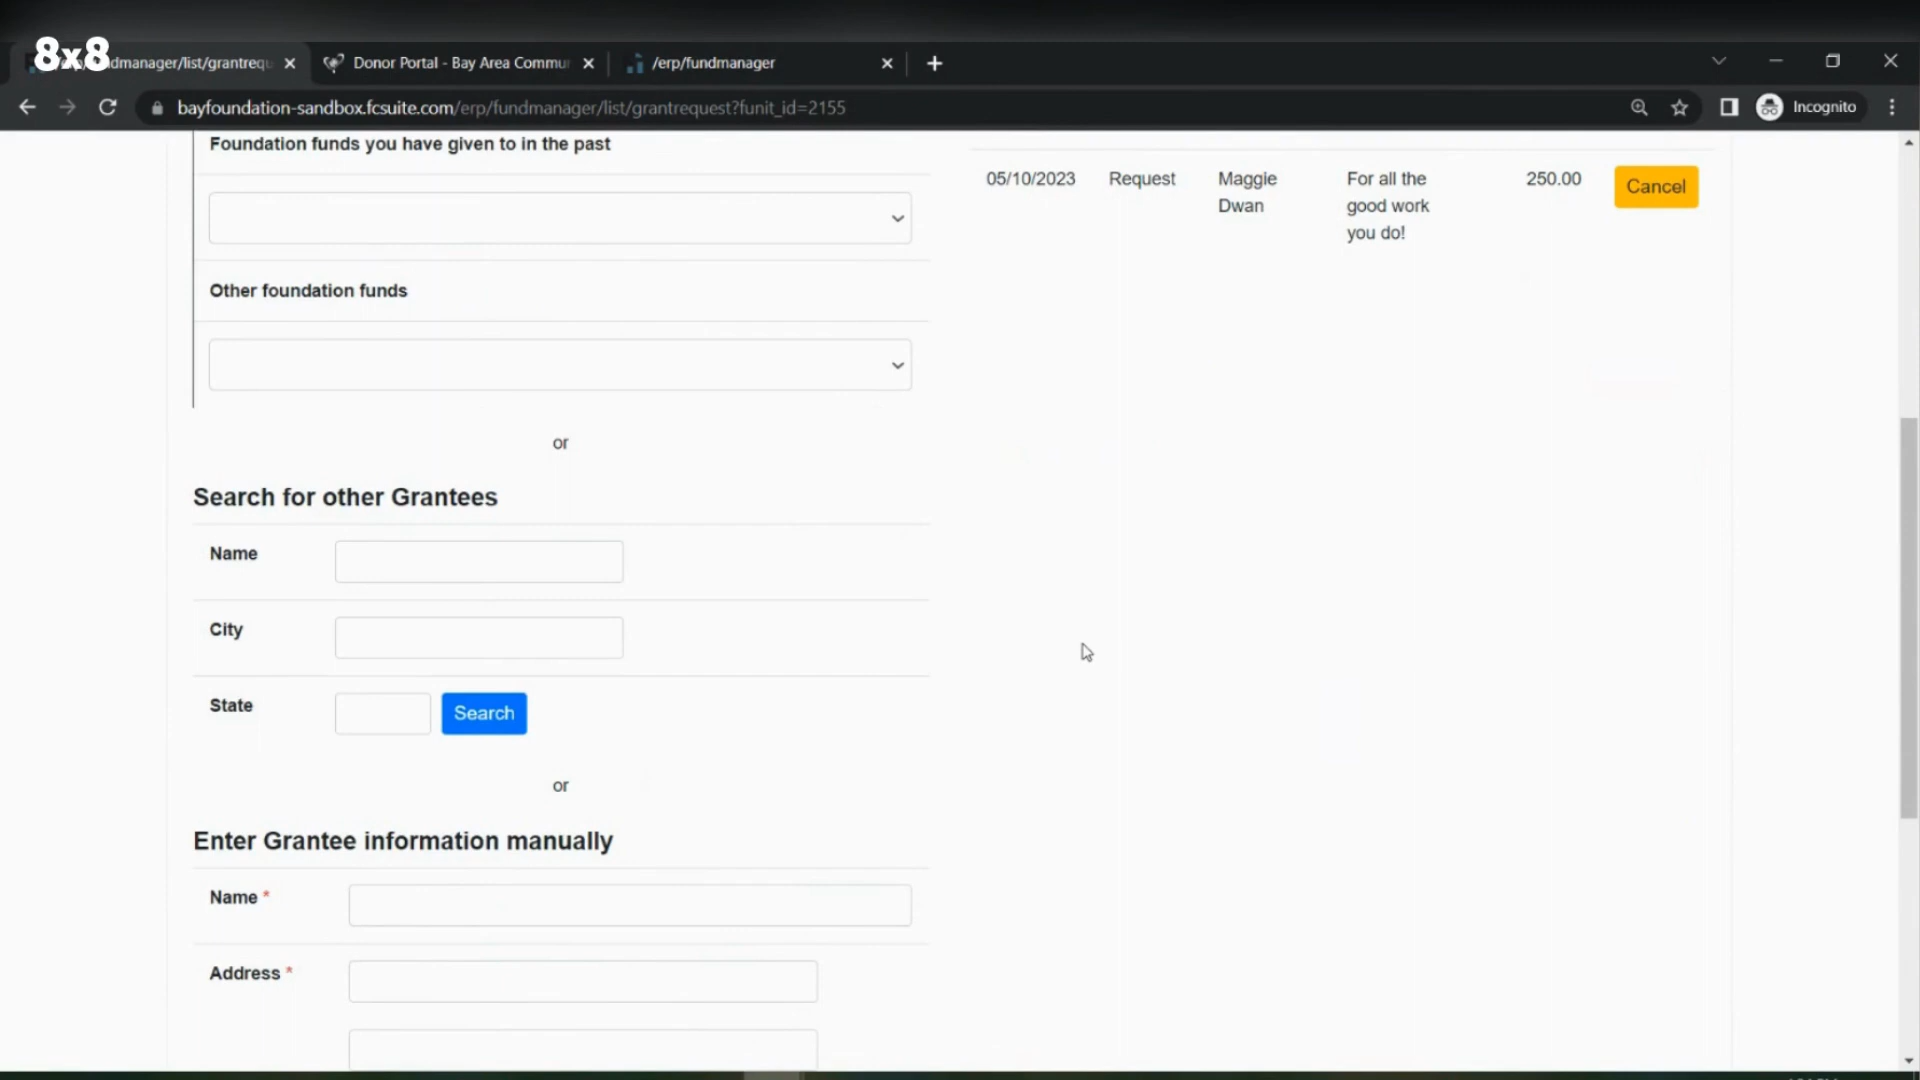 8x8
dmanager/list/grantrequ
Donor Portal - Bay Area Commun
/erp/fundmanager
bayfoundation-sandbox.fcsuite.com/erp/fundmanager/list/grantrequest?funit_id=2155
Incognito
Foundation funds you have given to in the past
Other foundation funds
or
Search for other Grantees
Name
City
State
Search
or
Enter Grantee information manually
Name *
Address *
05/10/2023 Request Maggie For all the 250.00 Cancel
Dwan good work
you do!